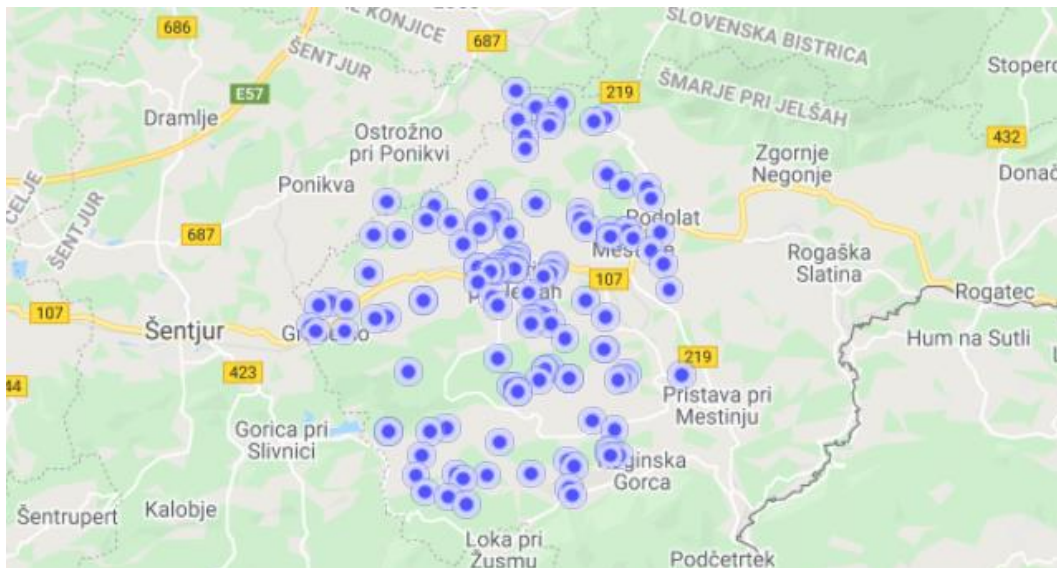 686
KONJICE
687
SLOVENSKA BISTRICA
ŠENTJUR
E57
219
ŠMARJE PRI JELŠAH
Stoperc
Dramlje
Ostrožno
pri Ponikvi
432
Zgornje
Negonje
Ponikva
CELJE
ŠENTJUR
687
Podplat
Rogaška
Slatina
107
107
Rogatec
Šentjur
Hum na Sutli
219
423
44
Pristava pri
Mestinju
Gorica pri
Slivnici
Gorca
Šentrupert
Kalobje
Loka pri
Žusmu
Podčetrtek